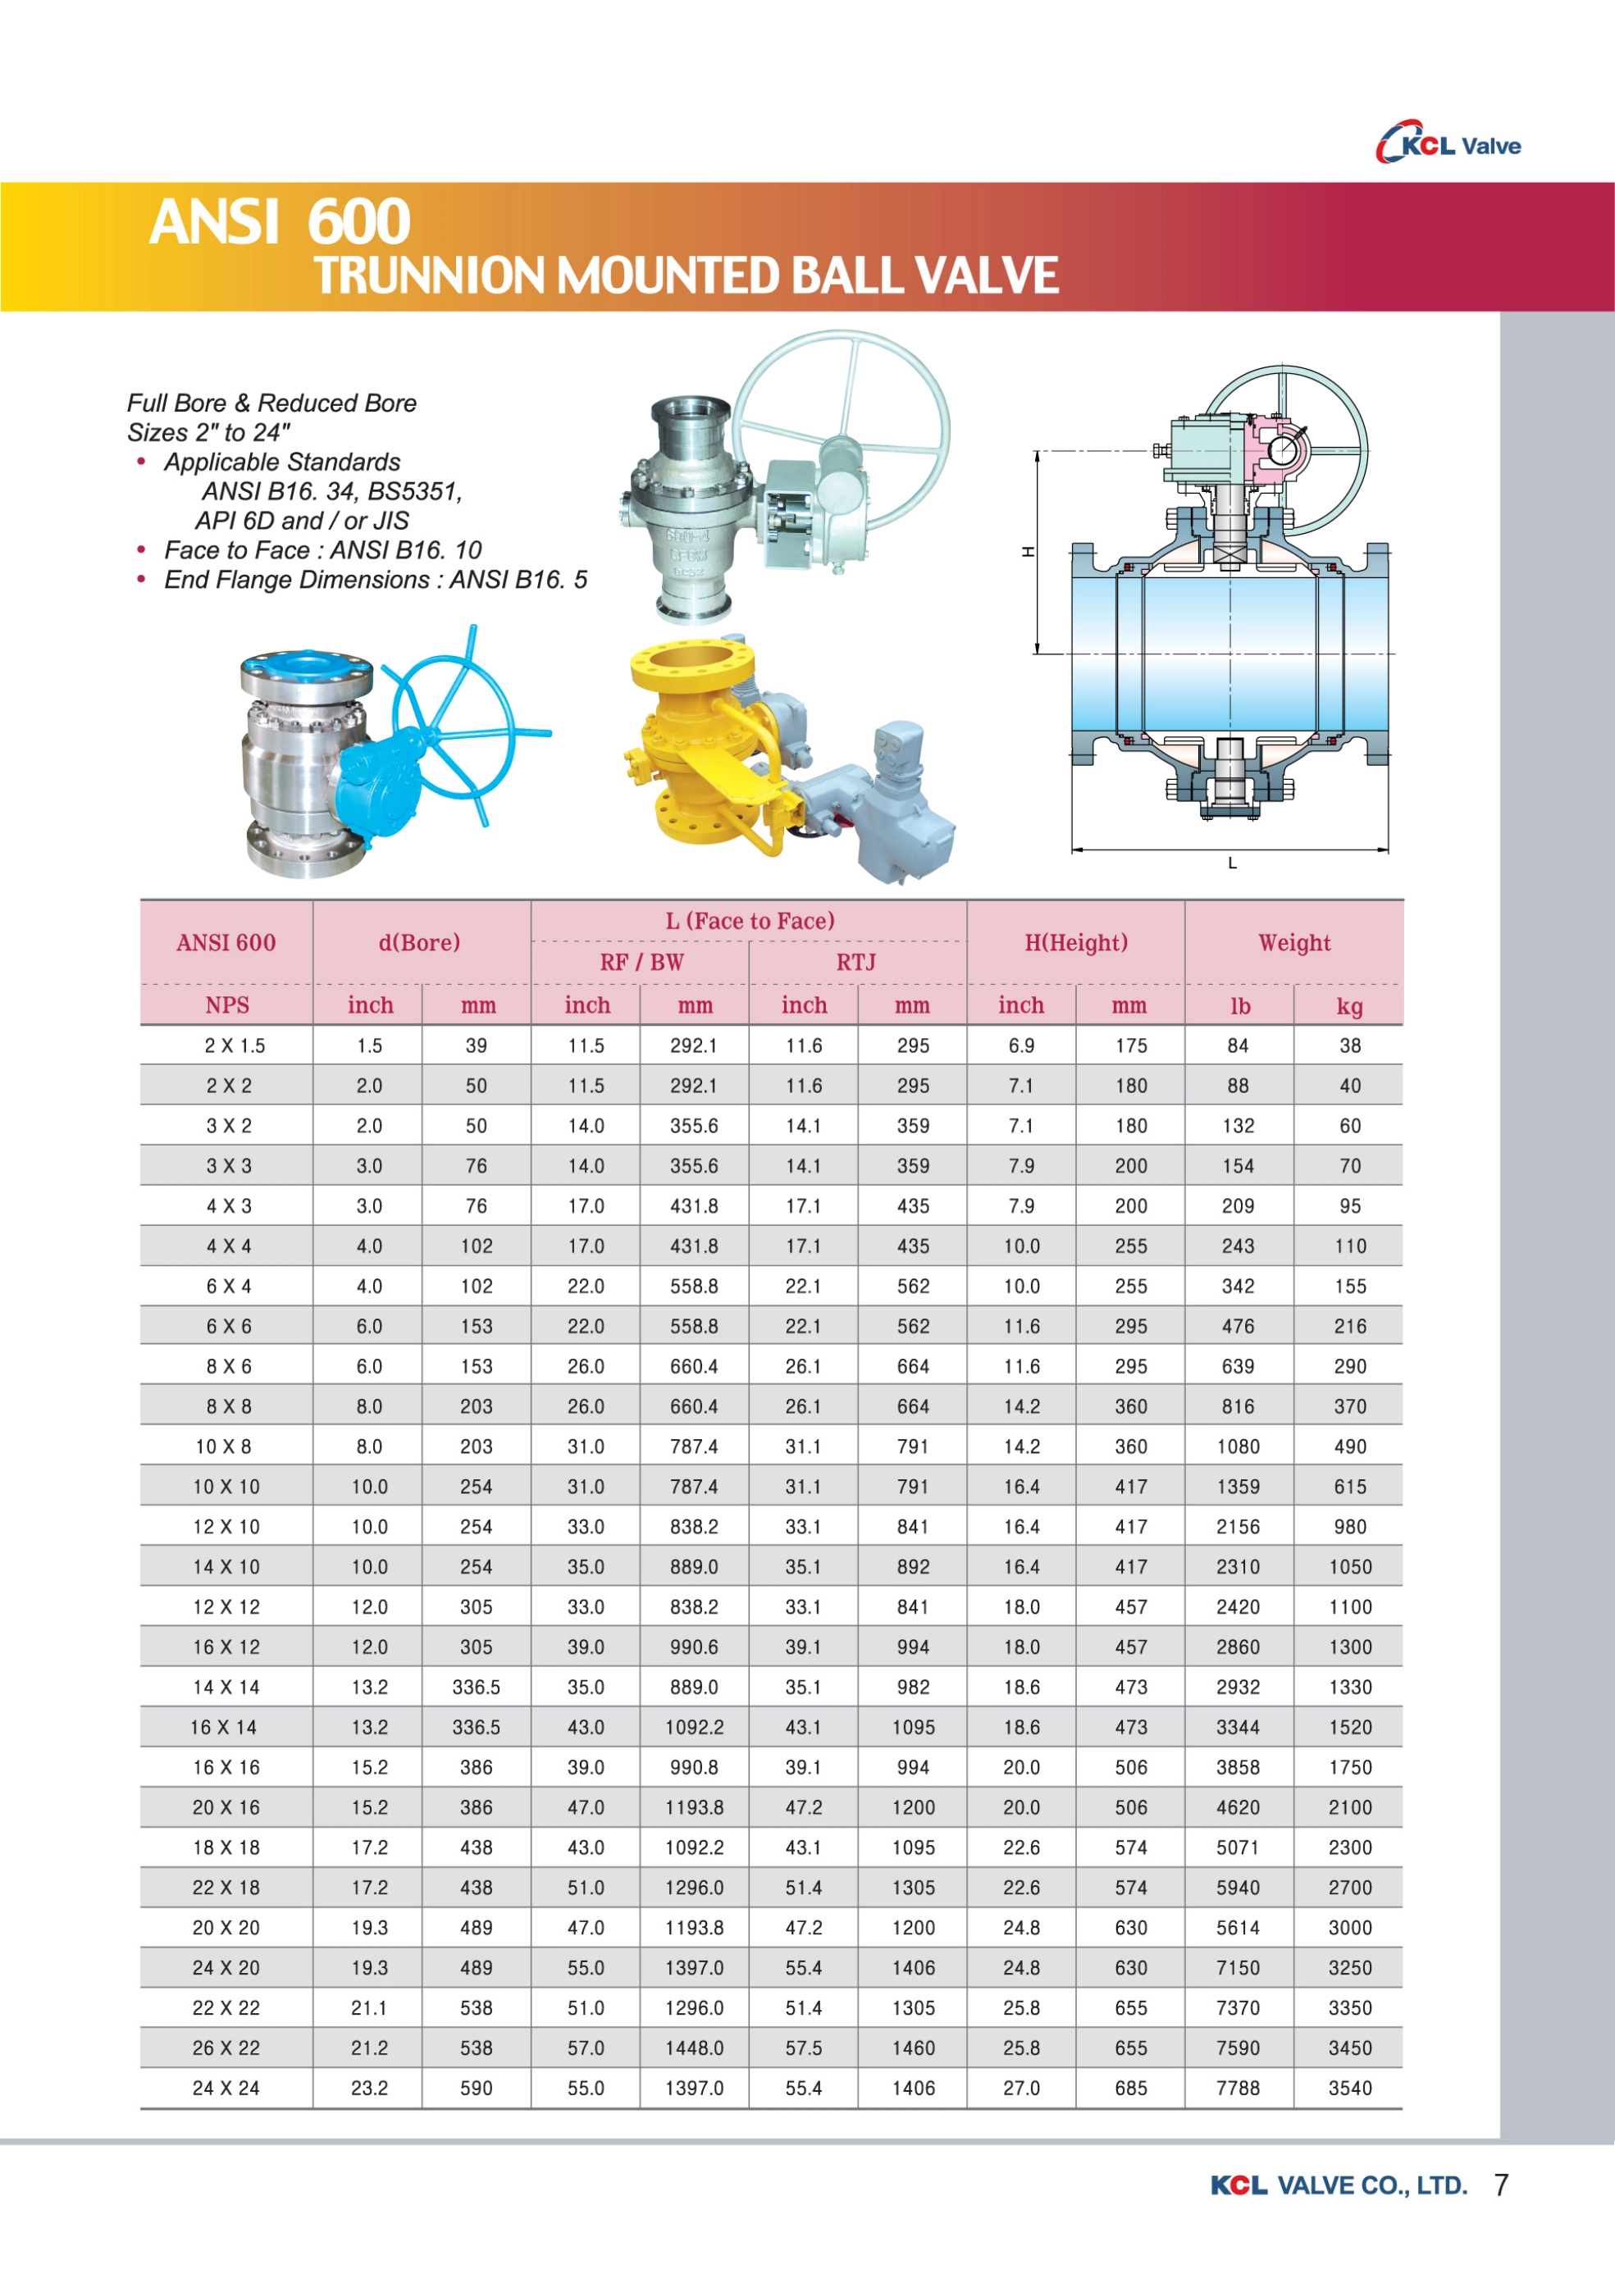 KCL Valve
ANSI 600
TRUNNION MOUNTED BALL VALVE
Full Bore & Reduced Bore
Sizes 2" to 24"
• Applicable Standards
ANSI B16. 34, BS5351,
API 6D and / or JIS
• Face to Face : ANSI B16. 10
• End Flange Dimensions : ANSI B16. 5
600-4
H
L
ANSI 600 d(Bore) L (Face to Face) H(Height) Weight
RF / BW RTJ
NPS inch mm inch mm inch mm inch mm lb kg
2 X 1.5 1.5 39 11.5 292.1 11.6 295 6.9 175 84 38
2 X 2 2.0 50 11.5 292.1 11.6 295 7.1 180 88 40
3 X 2 2.0 50 14.0 355.6 14.1 359 7.1 180 132 60
3 X 3 3.0 76 14.0 355.6 14.1 359 7.9 200 154 70
4 X 3 3.0 76 17.0 431.8 17.1 435 7.9 200 209 95
4 X 4 4.0 102 17.0 431.8 17.1 435 10.0 255 243 110
6 X 4 4.0 102 22.0 558.8 22.1 562 10.0 255 342 155
6 X 6 6.0 153 22.0 558.8 22.1 562 11.6 295 476 216
8 X 6 6.0 153 26.0 660.4 26.1 664 11.6 295 639 290
8 X 8 8.0 203 26.0 660.4 26.1 664 14.2 360 816 370
10 X 8 8.0 203 31.0 787.4 31.1 791 14.2 360 1080 490
10 X 10 10.0 254 31.0 787.4 31.1 791 16.4 417 1359 615
12 X 10 10.0 254 33.0 838.2 33.1 841 16.4 417 2156 980
14 X 10 10.0 254 35.0 889.0 35.1 892 16.4 417 2310 1050
12 X 12 12.0 305 33.0 838.2 33.1 841 18.0 457 2420 1100
16 X 12 12.0 305 39.0 990.6 39.1 994 18.0 457 2860 1300
14 X 14 13.2 336.5 35.0 889.0 35.1 982 18.6 473 2932 1330
16 X 14 13.2 336.5 43.0 1092.2 43.1 1095 18.6 473 3344 1520
16 X 16 15.2 386 39.0 990.8 39.1 994 20.0 506 3858 1750
20 X 16 15.2 386 47.0 1193.8 47.2 1200 20.0 506 4620 2100
18 X 18 17.2 438 43.0 1092.2 43.1 1095 22.6 574 5071 2300
22 X 18 17.2 438 51.0 1296.0 51.4 1305 22.6 574 5940 2700
20 X 20 19.3 489 47.0 1193.8 47.2 1200 24.8 630 5614 3000
24 X 20 19.3 489 55.0 1397.0 55.4 1406 24.8 630 7150 3250
22 X 22 21.1 538 51.0 1296.0 51.4 1305 25.8 655 7370 3350
26 X 22 21.2 538 57.0 1448.0 57.5 1460 25.8 655 7590 3450
24 X 24 23.2 590 55.0 1397.0 55.4 1406 27.0 685 7788 3540
KCL VALVE CO., LTD. 7